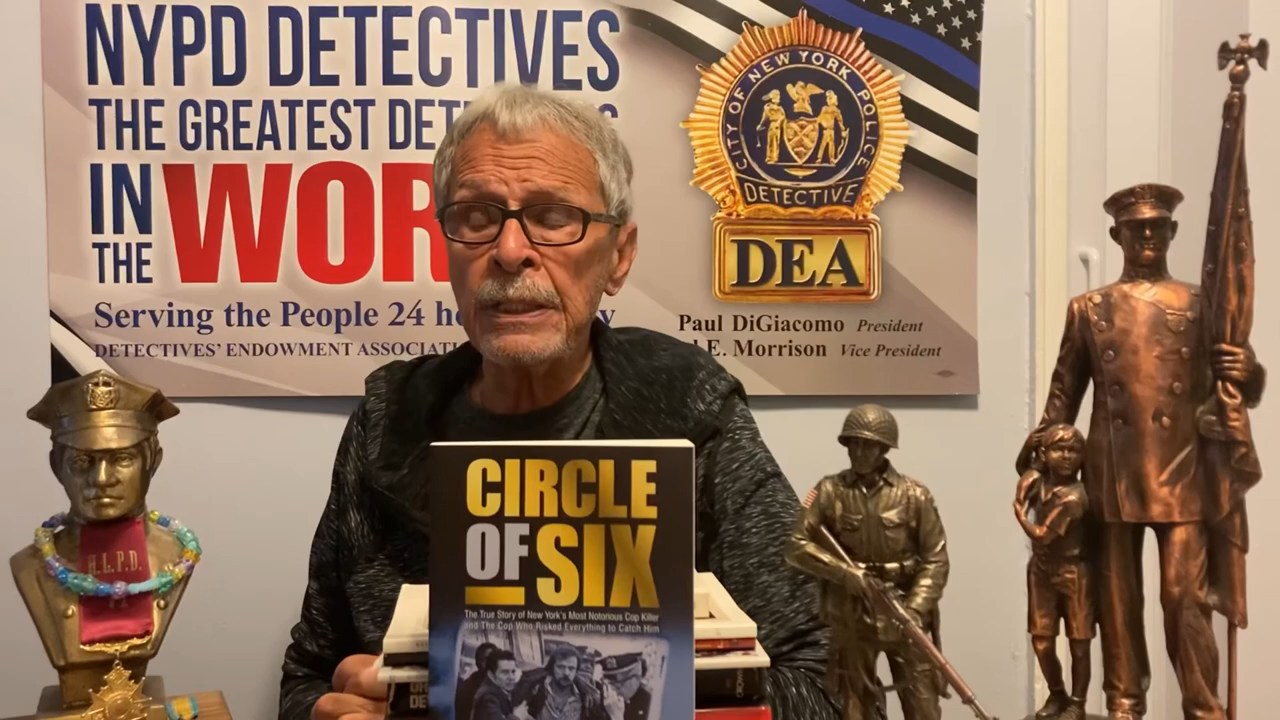 NYPD DETECTIVES
THE GREATEST DET
IN
THE
WOR
Serving the People 24 ho
DETECTIVES' ENDOWMENT ASSOCIATI
CITY OF NEW YORK POLICE
DETECTIVE
DEA
Paul DiGiacomo President
E. Morrison Vice President
H.L.P.D.
CIRCLE
OF SIX
The True Story of New York's Most Notorious Cop Killer
and The Cop Who Risked Everything to Catch Him